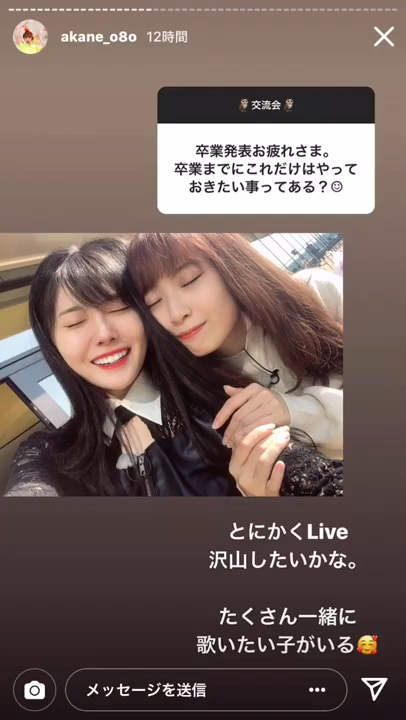 akane_o8o 12時間
🦉交流会🦉
卒業発表お疲れさま。
卒業までにこれだけはやって
おきたい事ってある？☺
とにかくLive
沢山したいかな。
たくさん一緒に
歌いたい子がいる🥰
メッセージを送信